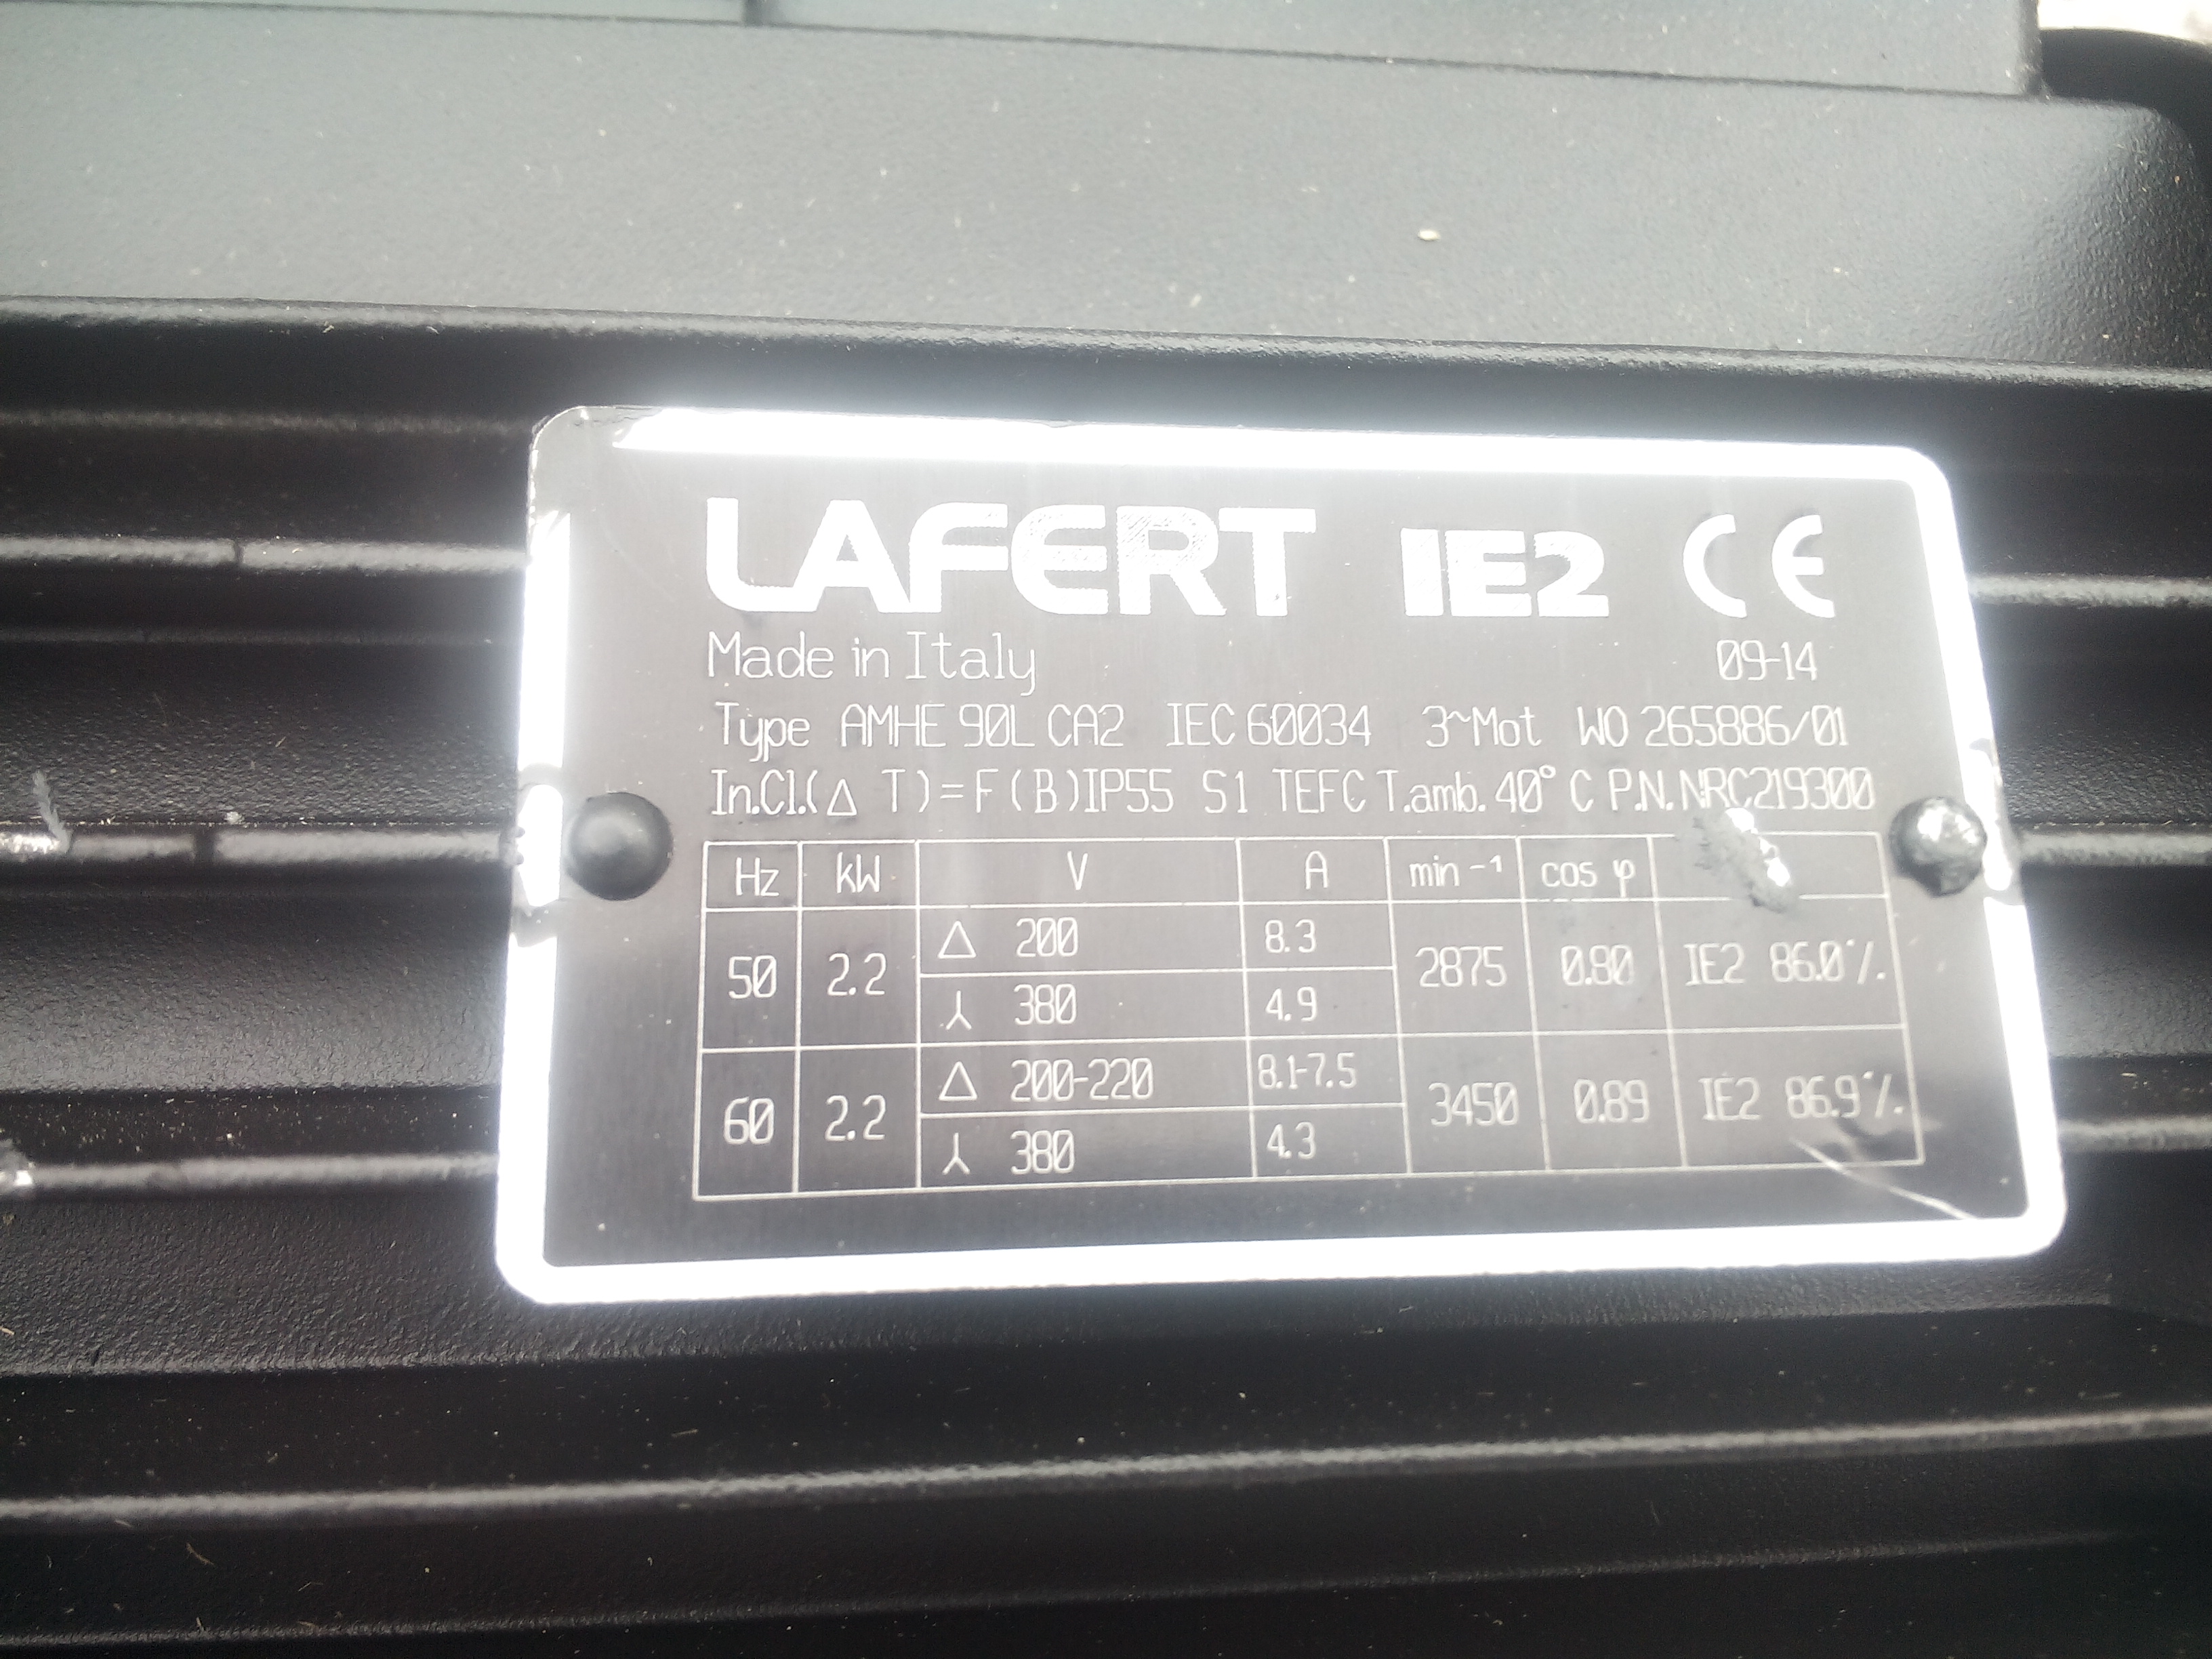 LAFERT IE2 CE
Made in Italy 09-14
Type AMHE 90L CA2 IEC 60034 3~Mot WO 265886/01
In.Cl.(Δ T)=F(B)IP55 S1 TEFC T.amb. 40° C P.N. NRC219300
Hz kW V A min⁻¹ cos φ
50 2.2 Δ 200 8.3 2875 IE2 86.0%
⅄ 380 4.9
60 2.2 Δ 200-220 8.1-7.5 3450 0.89 IE2 86.9%
⅄ 380 4.3